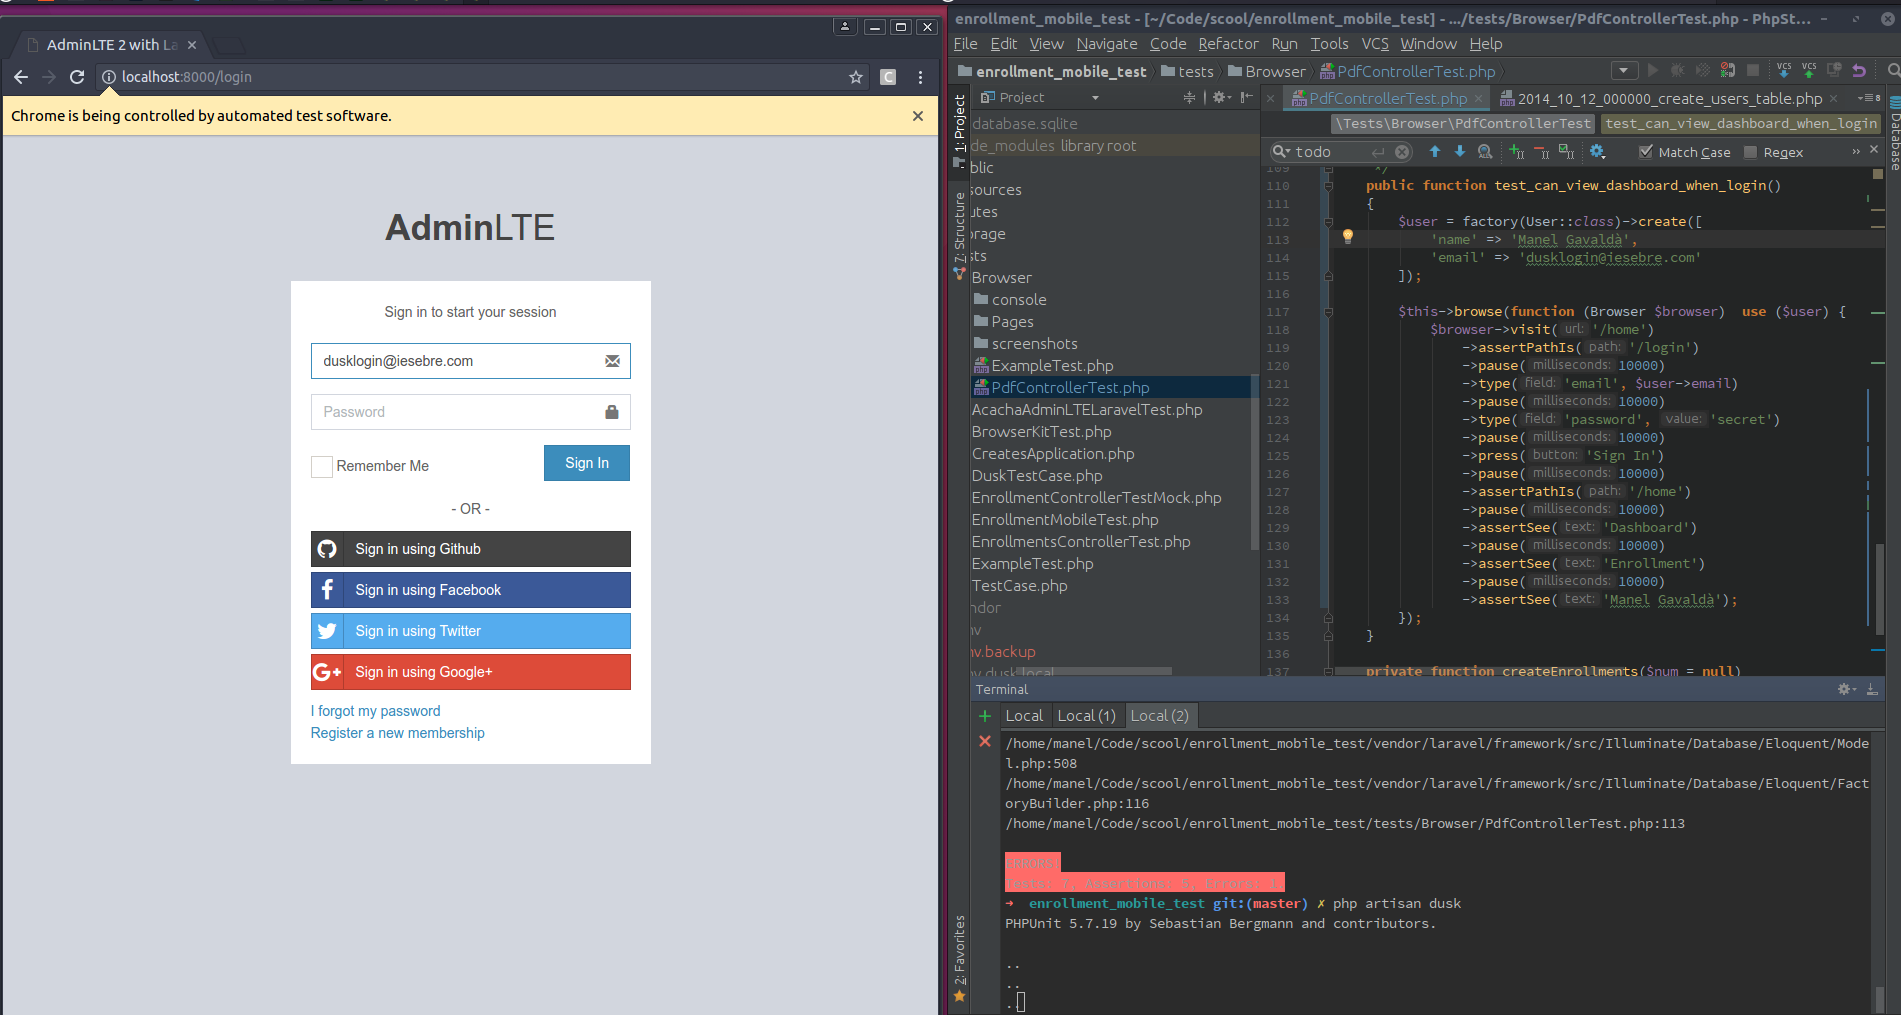 AdminLTE 2 with La
localhost:8000/login
C
Chrome is being controlled by automated test software.
AdminLTE
Sign in to start your session
dusklogin@iesebre.com
Password
Remember Me
Sign In
- OR -
Sign in using Github
Sign in using Facebook
Sign in using Twitter
Sign in using Google+
I forgot my password
Register a new membership
enrollment_mobile_test - [~/Code/scool/enrollment_mobile_test] - .../tests/Browser/PdfControllerTest.php - PhpSt...
File Edit View Navigate Code Refactor Run Tools VCS Window Help
enrollment_mobile_test tests Browser PdfControllerTest.php
VCS VCS
1: Project
7: Structure
2: Favorites
Project
database.sqlite
de_modules library root
blic
sources
utes
orage
sts
Browser
console
Pages
screenshots
ExampleTest.php
PdfControllerTest.php
AcachaAdminLTELaravelTest.php
BrowserKitTest.php
CreatesApplication.php
DuskTestCase.php
EnrollmentControllerTestMock.php
EnrollmentMobileTest.php
EnrollmentsControllerTest.php
ExampleTest.php
TestCase.php
ndor
nv
nv.backup
nv.dusk.local
PdfControllerTest.php 2014_10_12_000000_create_users_table.php
Database
\Tests\Browser\PdfControllerTest test_can_view_dashboard_when_login
todo Match Case Regex
109 */
110 public function test_can_view_dashboard_when_login()
111 {
112 $user = factory(User::class)->create([
113 'name' => 'Manel Gavaldà',
114 'email' => 'dusklogin@iesebre.com'
115 ]);
116
117 $this->browse(function (Browser $browser) use ($user) {
118 $browser->visit( url: '/home')
119 ->assertPathIs( path: '/login')
120 ->pause( milliseconds: 10000)
121 ->type( field: 'email', $user->email)
122 ->pause( milliseconds: 10000)
123 ->type( field: 'password', value: 'secret')
124 ->pause( milliseconds: 10000)
125 ->press( button: 'Sign In')
126 ->pause( milliseconds: 10000)
127 ->assertPathIs( path: '/home')
128 ->pause( milliseconds: 10000)
129 ->assertSee( text: 'Dashboard')
130 ->pause( milliseconds: 10000)
131 ->assertSee( text: 'Enrollment')
132 ->pause( milliseconds: 10000)
133 ->assertSee( text: 'Manel Gavaldà');
134 });
135 }
136
137 private function createEnrollments($num = null)
Terminal
Local Local (1) Local (2)
/home/manel/Code/scool/enrollment_mobile_test/vendor/laravel/framework/src/Illuminate/Database/Eloquent/Mode
l.php:508
/home/manel/Code/scool/enrollment_mobile_test/vendor/laravel/framework/src/Illuminate/Database/Eloquent/Fact
oryBuilder.php:116
/home/manel/Code/scool/enrollment_mobile_test/tests/Browser/PdfControllerTest.php:113
➜ enrollment_mobile_test git:(master) ✗ php artisan dusk
PHPUnit 5.7.19 by Sebastian Bergmann and contributors.
..
..
.